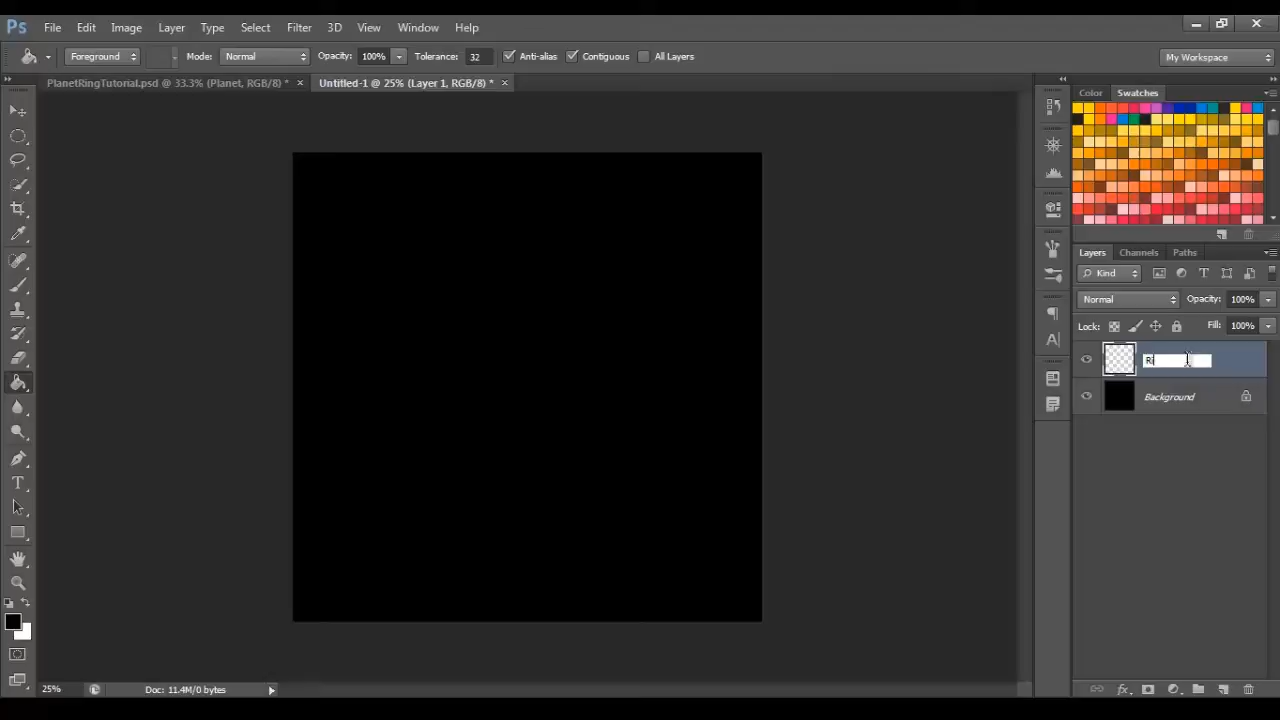 Ps File Edit Image Layer Type Select Filter 3D View Window Help
Foreground Mode: Normal Opacity: 100% Tolerance: 32 Anti-alias Contiguous All Layers My Workspace
PlanetRingTutorial.psd @ 33.3% (Planet, RGB/8) * × Untitled-1 @ 25% (Layer 1, RGB/8) * ×
Color Swatches
Layers Channels Paths
Kind
Normal Opacity: 100%
Lock: Fill: 100%
Ri
Background
25% Doc: 11.4M/0 bytes